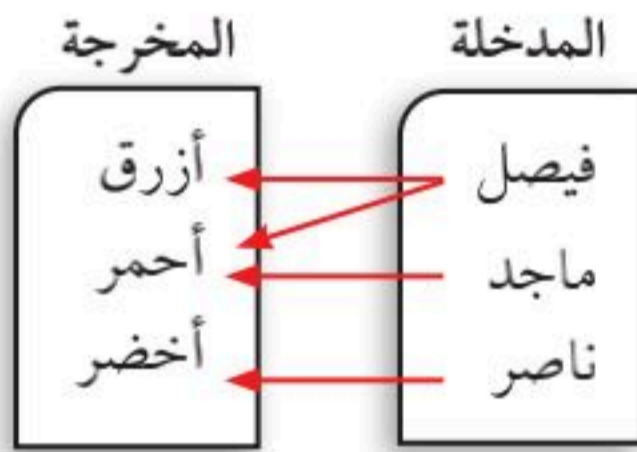 المدخلة
فيصل
ماجد
ناصر
المخرجة
أزرق
أحمر
أخضر